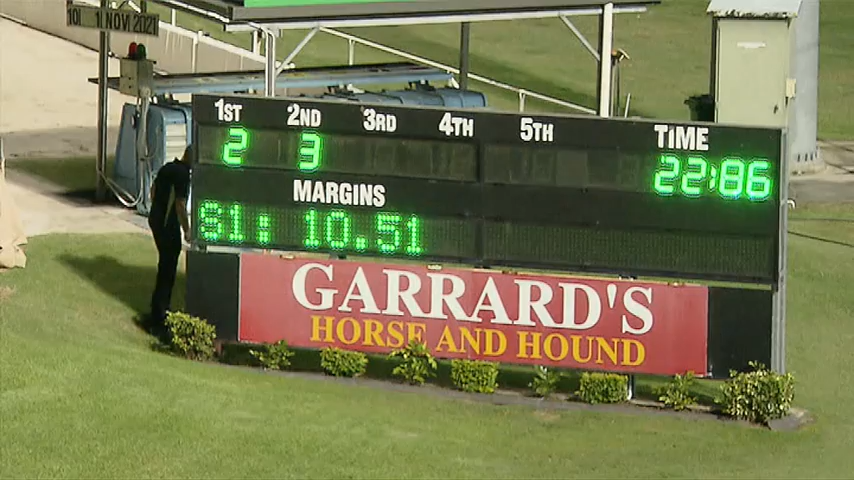 10 1 NOV 2021
1ST 2ND 3RD 4TH 5TH TIME
2 3 22:86
MARGINS
S1: 10.51
GARRARD'S
HORSE AND HOUND